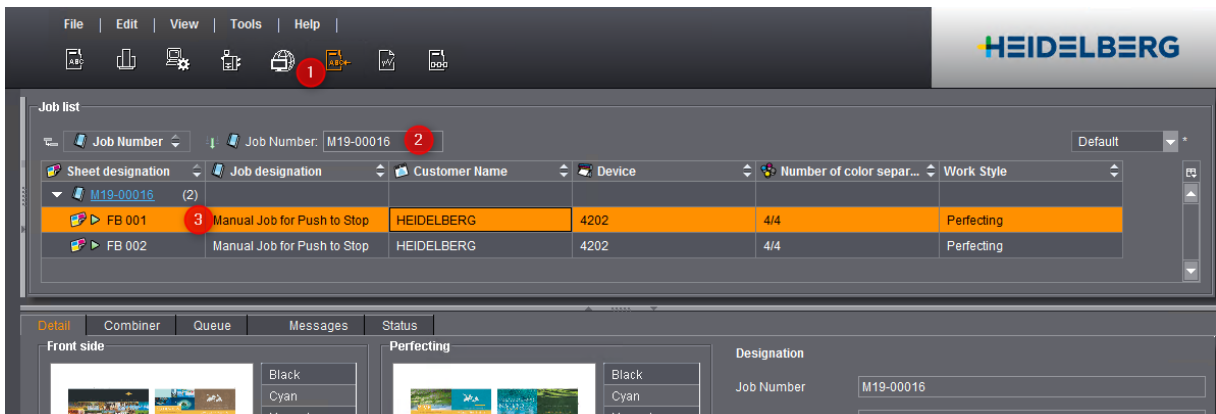 File | Edit | View | Tools | Help |
HEIDELBERG
1
Job list
Job Number Job Number: M19-00016 2 Default *
Sheet designation Job designation Customer Name Device Number of color separ... Work Style
M19-00016 (2)
FB 001 3 Manual Job for Push to Stop HEIDELBERG 4202 4/4 Perfecting
FB 002 Manual Job for Push to Stop HEIDELBERG 4202 4/4 Perfecting
Detail Combiner Queue Messages Status
Front side Perfecting Designation
Black Black
Job Number M19-00016
Cyan Cyan